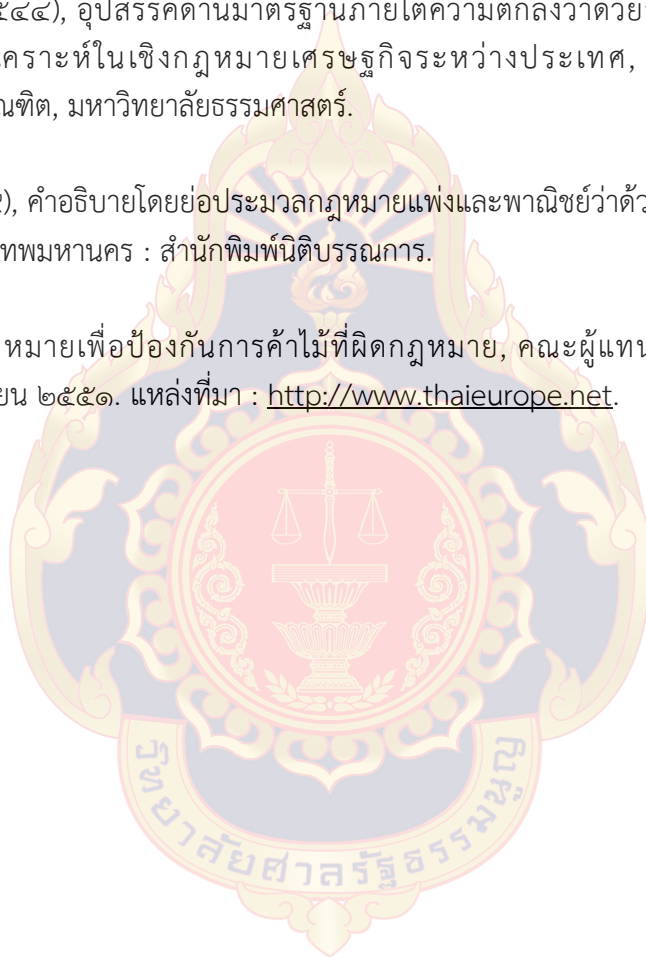 ๕๔๔), อุปสรรคด้านมาตรฐานภายใต้ความตกลงว่าด้วย
เคราะห์ในเชิงกฎหมายเศรษฐกิจระหว่างประเทศ,
ณฑิต, มหาวิทยาลัยธรรมศาสตร์.
), คำอธิบายโดยย่อประมวลกฎหมายแพ่งและพาณิชย์ว่าด้ว
ทพมหานคร : สำนักพิมพ์นิติบรรณการ.
หมายเพื่อป้องกันการค้าไม้ที่ผิดกฎหมาย, คณะผู้แทน
ยน ๒๕๕๑. แหล่งที่มา : http://www.thaieurope.net.
วิทยาลัยศาลรัฐธรรมนูญ